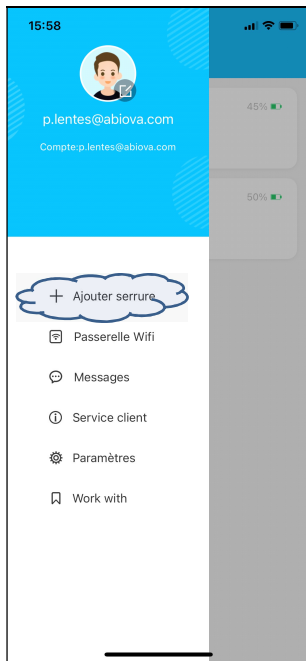 15:58
p.lentes@abiova.com
Compte:p.lentes@abiova.com
45%
50%
Ajouter serrure
Passerelle Wifi
Messages
Service client
Paramètres
Work with